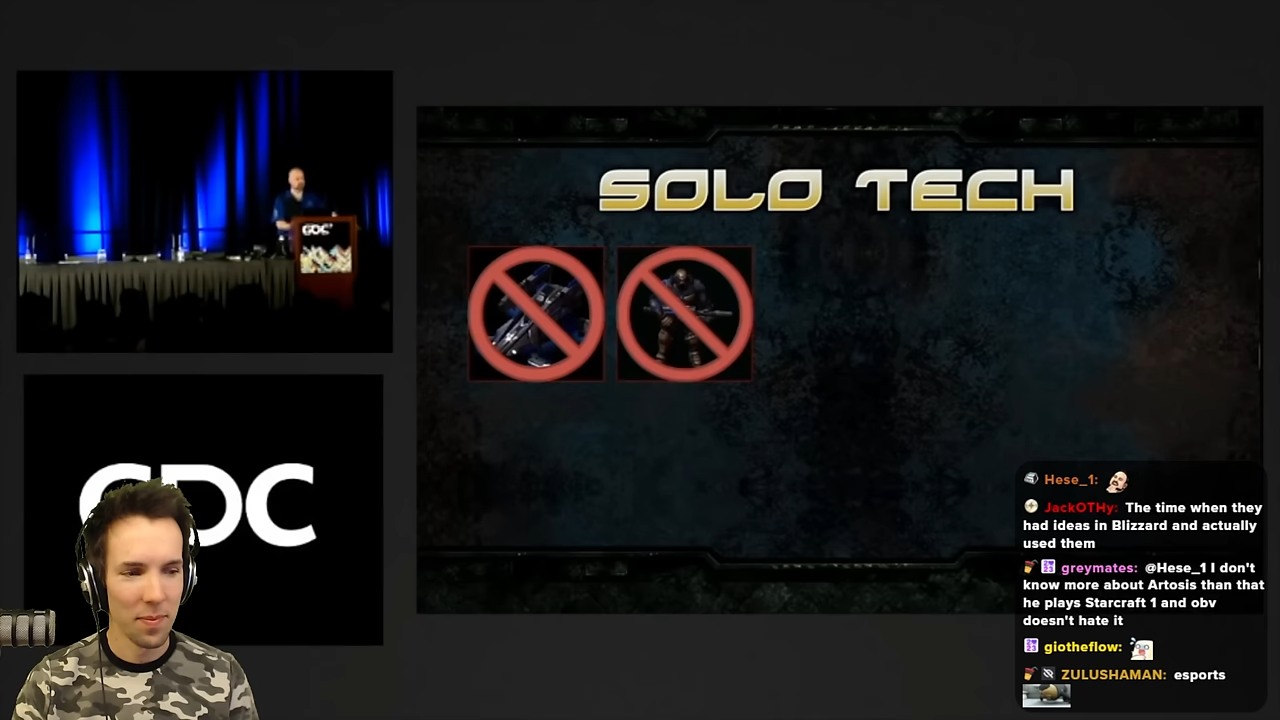 GDC
SOLO TECH
GDC
Hese_1:
JackOTHy: The time when they
had ideas in Blizzard and actually
used them
greymates: @Hese_1 I don't
know more about Artosis than that
he plays Starcraft 1 and obv
doesn't hate it
giotheflow:
ZULUSHAMAN: esports